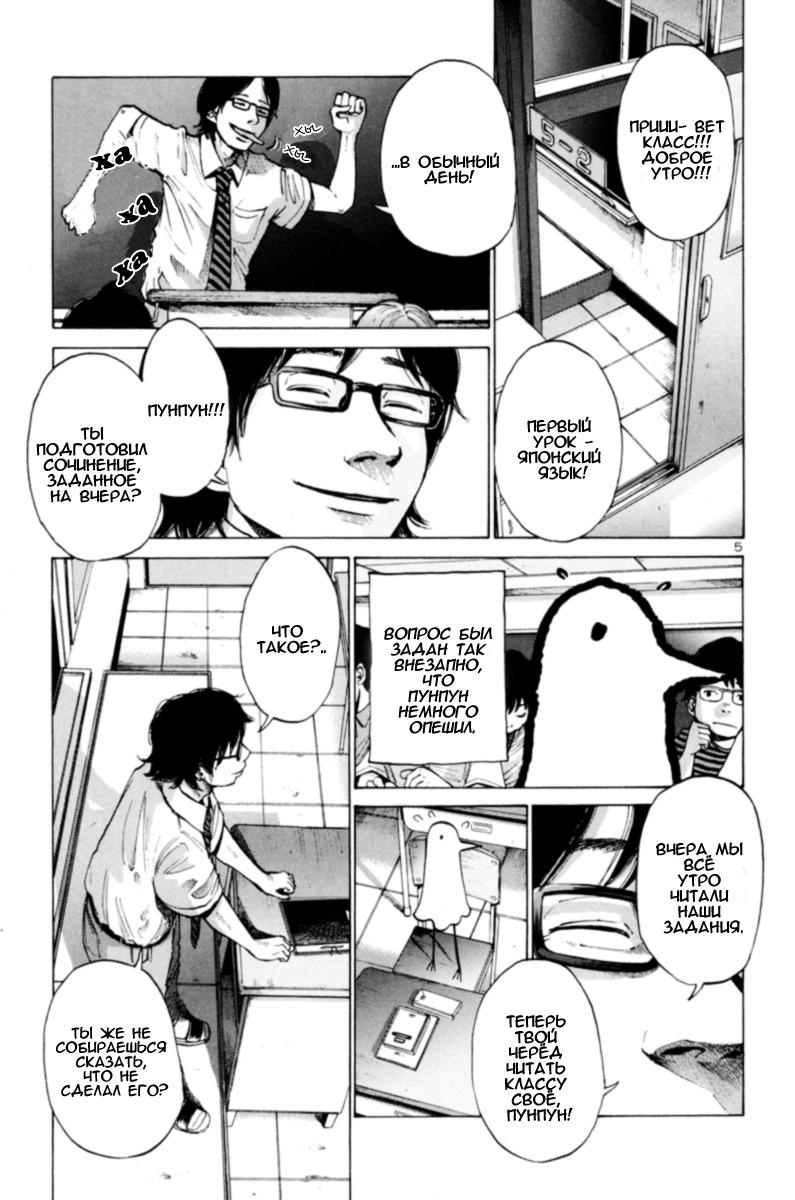 ПРИИИ- ВЕТ
КЛАСС!!!
ДОБРОЕ
УТРО!!!
5-2
ПЕРВЫЙ
УРОК -
ЯПОНСКИЙ
ЯЗЫК!
...В ОБЫЧНЫЙ
ДЕНЬ!
хы
хы
ха
ха
ха
ПУНПУН!!!
ТЫ
ПОДГОТОВИЛ
СОЧИНЕНИЕ,
ЗАДАННОЕ
НА ВЧЕРА?
5
ВОПРОС БЫЛ
ЗАДАН ТАК
ВНЕЗАПНО,
ЧТО
ПУНПУН
НЕМНОГО
ОПЕШИЛ.
ВЧЕРА МЫ
ВСЁ
УТРО
ЧИТАЛИ
НАШИ
ЗАДАНИЯ.
ТЕПЕРЬ
ТВОЙ
ЧЕРЁД
ЧИТАТЬ
КЛАССУ
СВОЁ,
ПУНПУН!
ЧТО
ТАКОЕ?..
ТЫ ЖЕ НЕ
СОБИРАЕШЬСЯ
СКАЗАТЬ,
ЧТО НЕ
СДЕЛАЛ ЕГО?